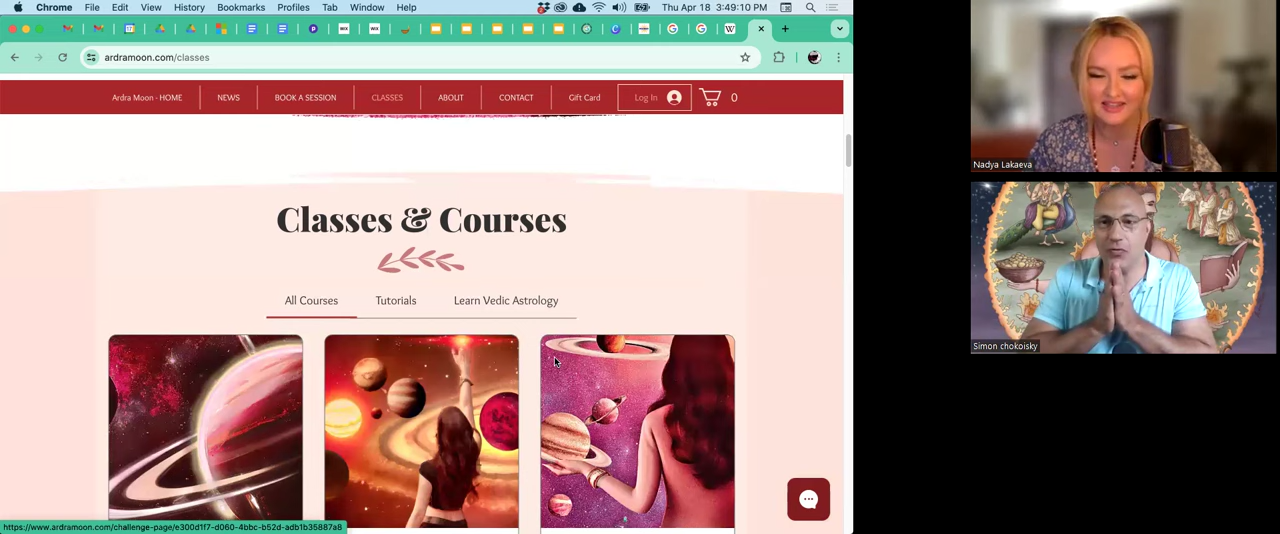 Chrome File Edit View History Bookmarks Profiles Tab Window Help Thu Apr 18 3:49:10 PM
ardramoon.com/classes
Ardra Moon - HOME NEWS BOOK A SESSION CLASSES ABOUT CONTACT Gift Card Log In 0
Classes & Courses
All Courses Tutorials Learn Vedic Astrology
https://www.ardramoon.com/challenge-page/e300d1f7-d060-4bbc-b52d-adb1b35887a8
Nadya Lakaeva
Simon chokoisky